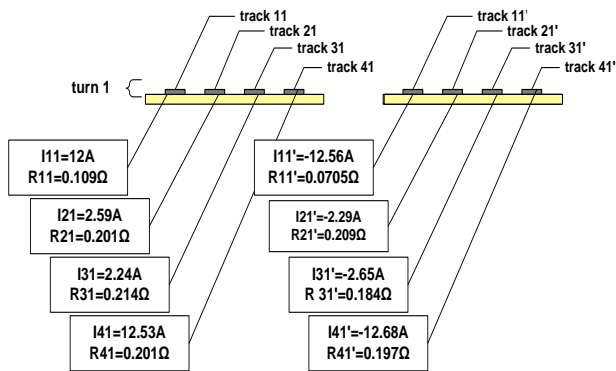 track 11
track 21
track 31
track 41
turn 1
track 11'
track 21'
track 31'
track 41'
I11=12A
R11=0.109Ω
I21=2.59A
R21=0.201Ω
I31=2.24A
R31=0.214Ω
I41=12.53A
R41=0.201Ω
I11'=-12.56A
R11'=0.0705Ω
I21'=-2.29A
R21'=0.209Ω
I31'=-2.65A
R 31'=0.184Ω
I41'=-12.68A
R41'=0.197Ω